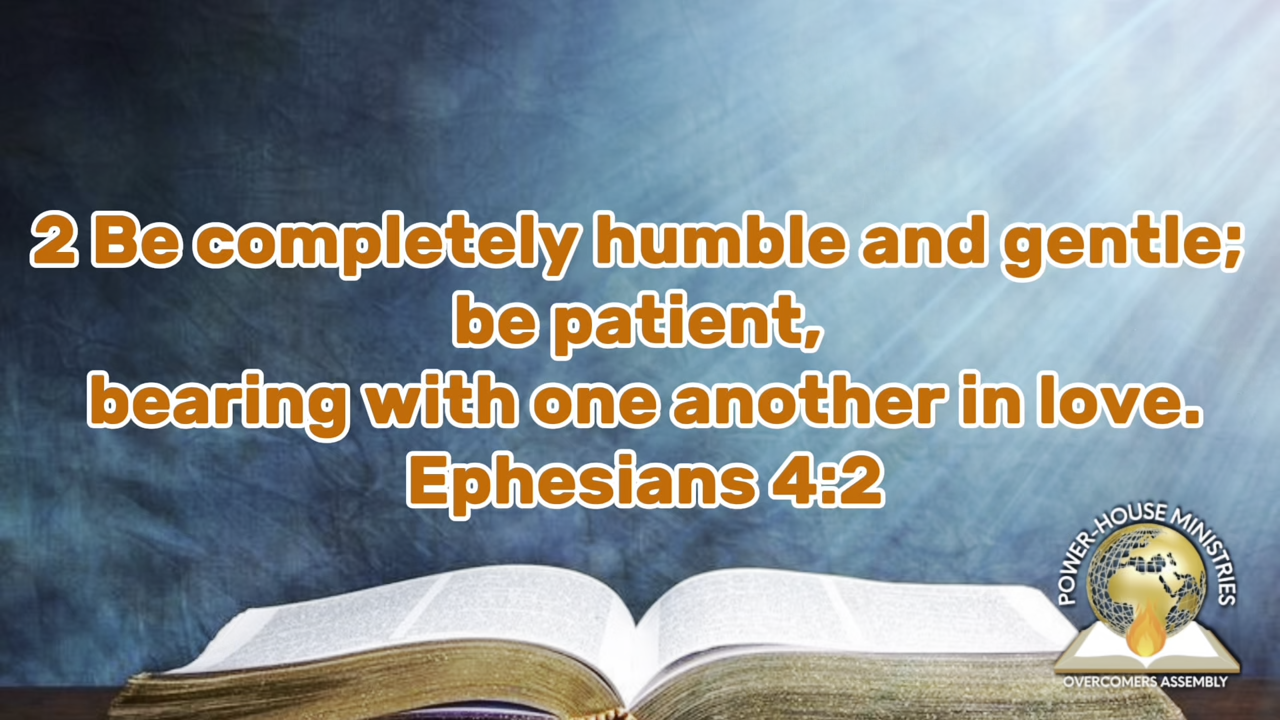 2 Be completely humble and gentle;
be patient,
bearing with one another in love.
Ephesians 4:2
POWER-HOUSE MINISTRIES
OVERCOMERS ASSEMBLY